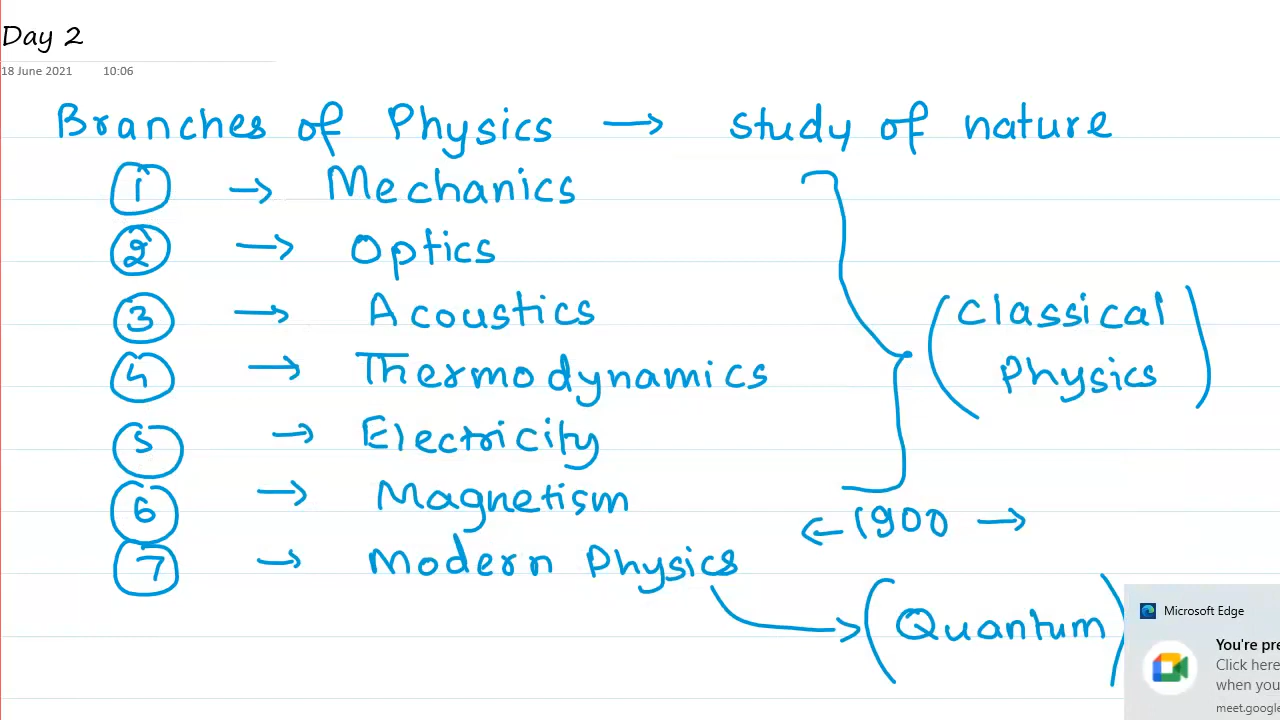 Day 2
18 June 2021 10:06
Branches of Physics → study of nature
1 → Mechanics
2 → Optics
3 → Acoustics
4 → Thermodynamics
5 → Electricity
6 → Magnetism
7 → Modern Physics
(Classical
Physics)
← 1900 →
(Quantum)
Microsoft Edge
You're pre
Click here
when you
meet.google